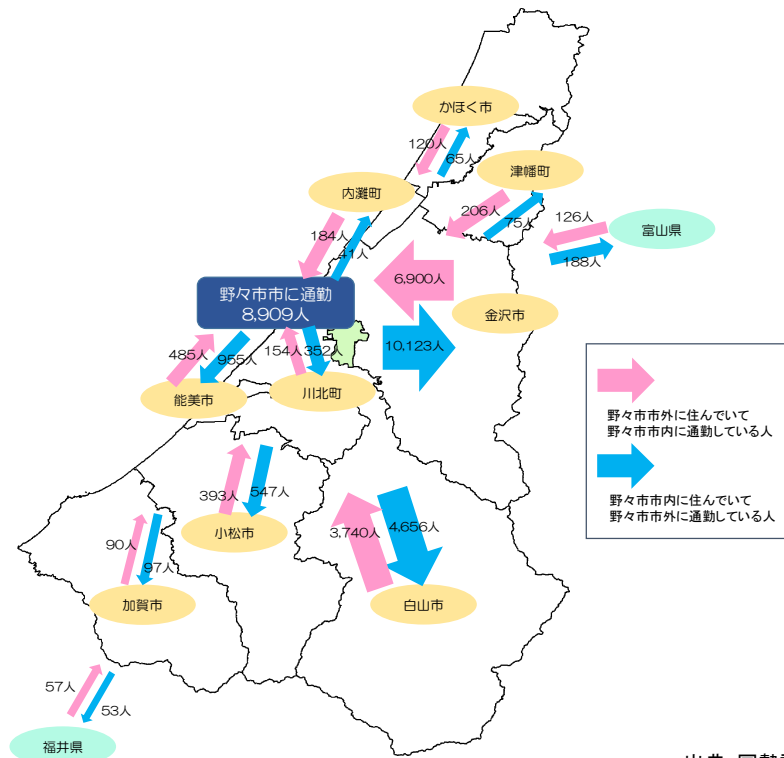 かほく市
120人
65人
津幡町
内灘町
206人
75人
126人
富山県
188人
184人
41人
6,900人
野々市市に通勤
8,909人
金沢市
10,123人
485人
955人
154人
352人
能美市
川北町
野々市市外に住んでいて
野々市市内に通勤している人
野々市市内に住んでいて
野々市市外に通勤している人
393人
547人
小松市
3,740人
4,656人
90人
97人
加賀市
白山市
57人
53人
福井県